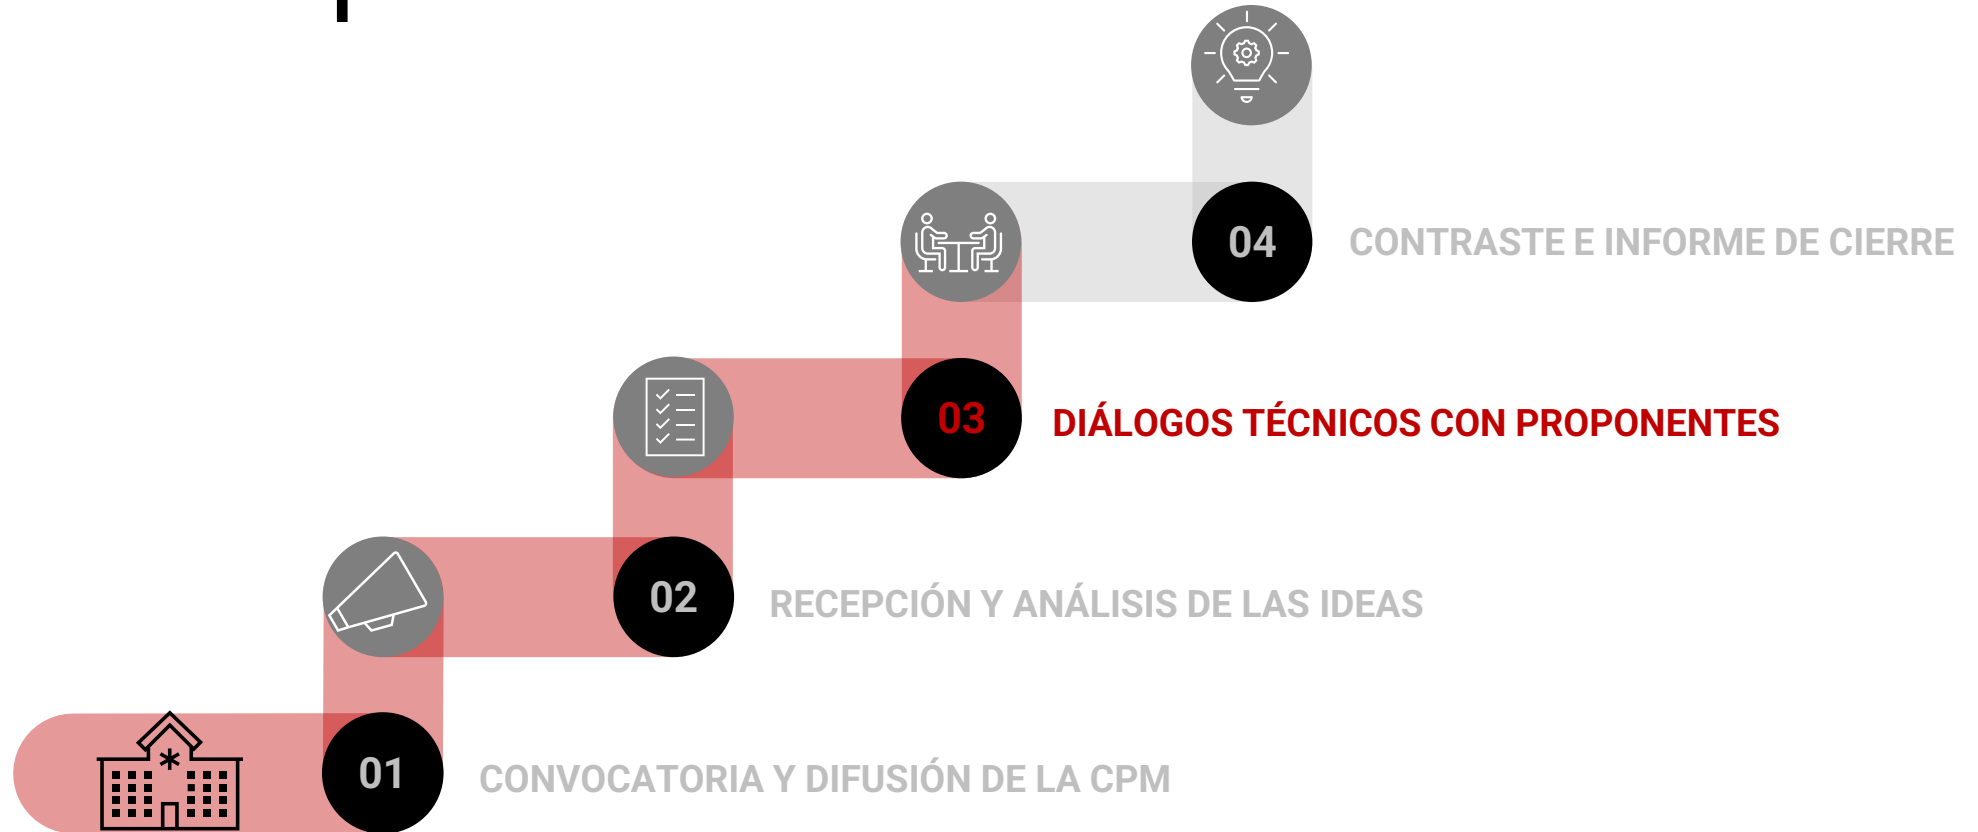 04 CONTRASTE E INFORME DE CIERRE
03 DIÁLOGOS TÉCNICOS CON PROPONENTES
02 RECEPCIÓN Y ANÁLISIS DE LAS IDEAS
01 CONVOCATORIA Y DIFUSIÓN DE LA CPM